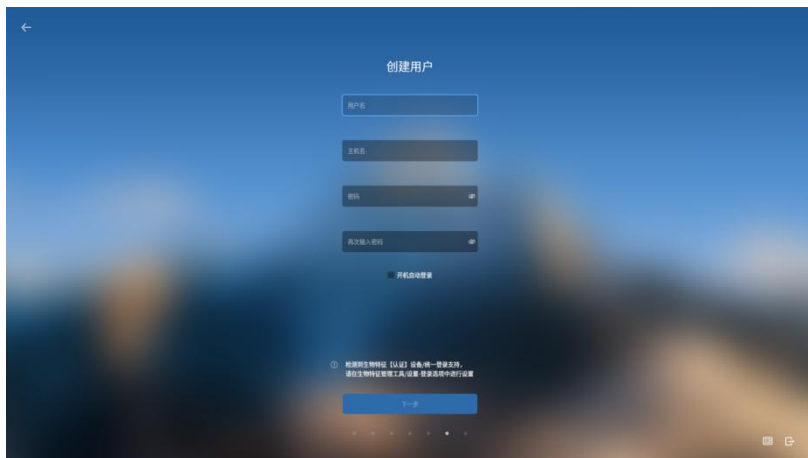 创建用户
用户名
主机名
密码
再次输入密码
开机自动登录
检测到生物特征【认证】设备/统一登录支持，
请在生物特征管理工具/设置-登录选项中进行设置
下一步